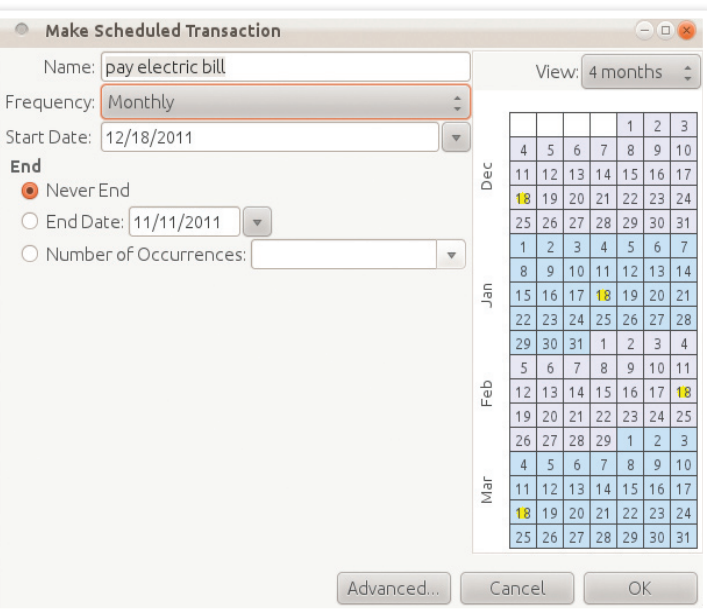 Make Scheduled Transaction
Name: pay electric bill
View: 4 months
Frequency: Monthly
Start Date: 12/18/2011
End
Never End
End Date: 11/11/2011
Number of Occurrences:
Dec
1 2 3
4 5 6 7 8 9 10
11 12 13 14 15 16 17
18 19 20 21 22 23 24
25 26 27 28 29 30 31
Jan
1 2 3 4 5 6 7
8 9 10 11 12 13 14
15 16 17 18 19 20 21
22 23 24 25 26 27 28
29 30 31 1 2 3 4
Feb
5 6 7 8 9 10 11
12 13 14 15 16 17 18
19 20 21 22 23 24 25
26 27 28 29 1 2 3
Mar
4 5 6 7 8 9 10
11 12 13 14 15 16 17
18 19 20 21 22 23 24
25 26 27 28 29 30 31
Advanced... Cancel OK